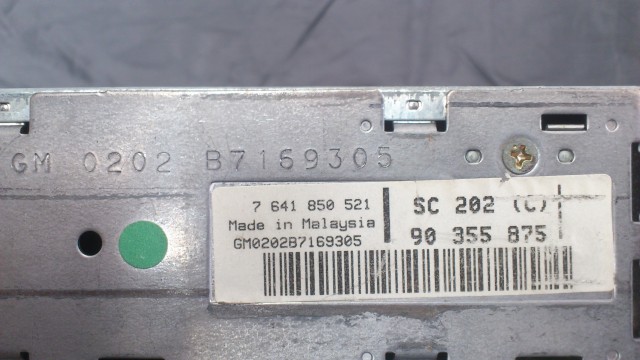 GM 0202 B7169305
7 641 850 521
Made in Malaysia
GM0202B7169305
SC 202 (C)
90 355 875